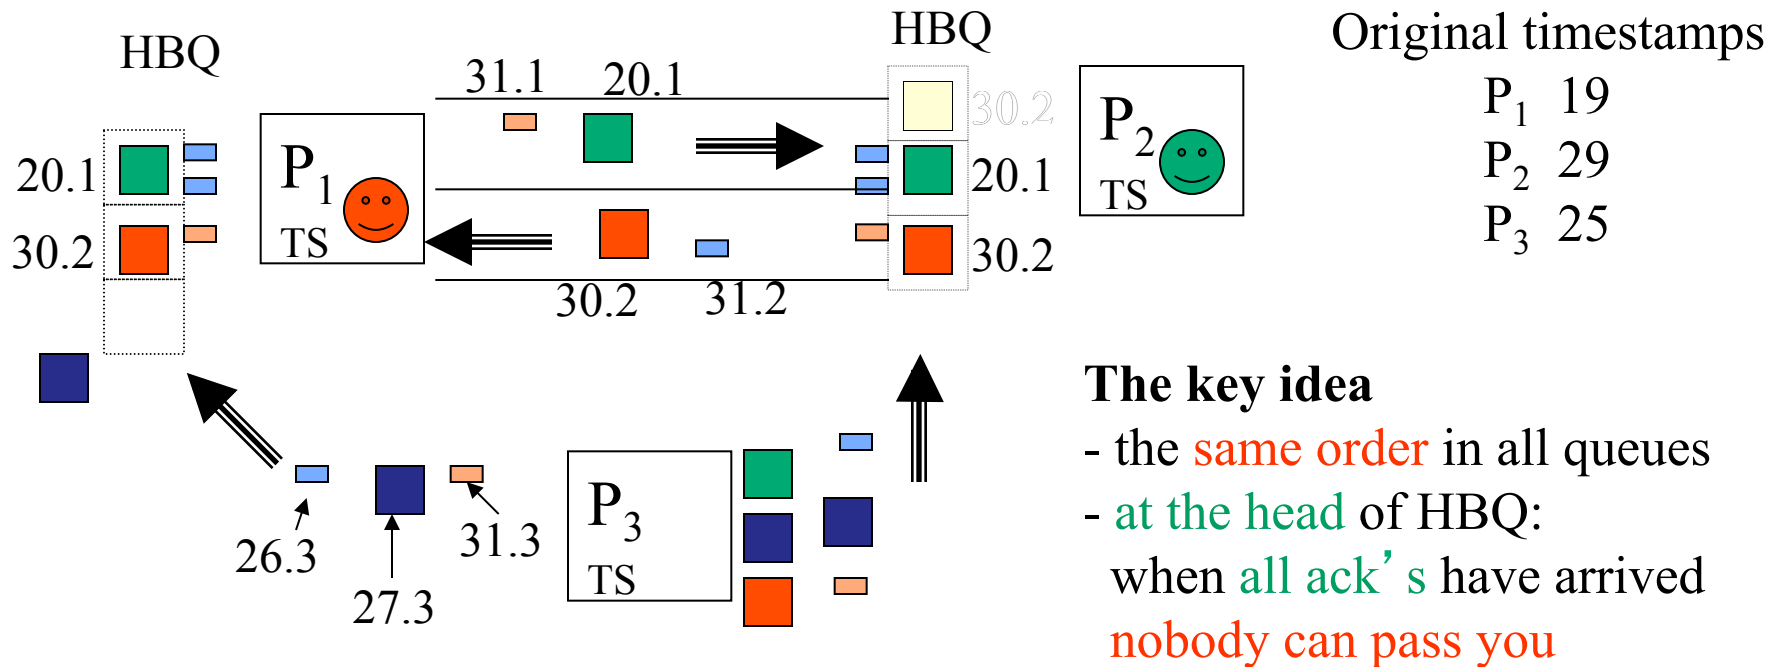 HBQ
HBQ
Original timestamps
31.1
20.1
P1 19
30.2
P1
TS
P2
TS
20.1
20.1
P2 29
30.2
30.2
P3 25
30.2
31.2
The key idea
- the same order in all queues
- at the head of HBQ:
when all ack’s have arrived
nobody can pass you
26.3
27.3
31.3
P3
TS